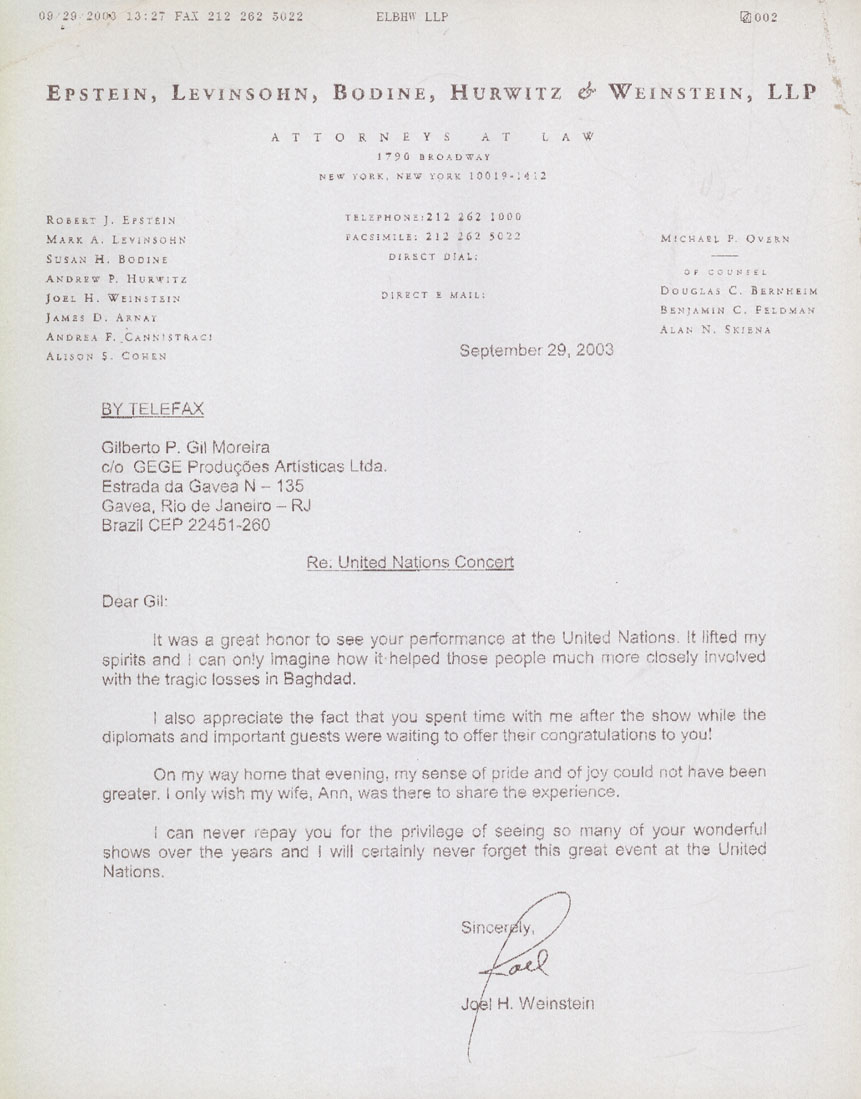 09/29/2003 13:27 FAX 212 262 5022 ELBHW LLP 002
EPSTEIN, LEVINSOHN, BODINE, HURWITZ & WEINSTEIN, LLP
ATTORNEYS AT LAW
1790 BROADWAY
NEW YORK, NEW YORK 10019-1412
ROBERT J. EPSTEIN
MARK A. LEVINSOHN
SUSAN H. BODINE
ANDREW P. HURWITZ
JOEL H. WEINSTEIN
JAMES D. ARNAY
ANDREA F. CANNISTRACI
ALISON S. COHEN
TELEPHONE: 212 262 1000
FACSIMILE: 212 262 5022
DIRECT DIAL:
DIRECT E MAIL:
MICHAEL P. OVERN
OF COUNSEL
DOUGLAS C. BERNHEIM
BENJAMIN C. FELDMAN
ALAN N. SKIENA
September 29, 2003
BY TELEFAX
Gilberto P. Gil Moreira
c/o GEGE Produções Artísticas Ltda.
Estrada da Gavea N – 135
Gavea, Rio de Janeiro – RJ
Brazil CEP 22451-260
Re: United Nations Concert
Dear Gil:
It was a great honor to see your performance at the United Nations. It lifted my
spirits and I can only imagine how it helped those people much more closely involved
with the tragic losses in Baghdad.
I also appreciate the fact that you spent time with me after the show while the
diplomats and important guests were waiting to offer their congratulations to you!
On my way home that evening, my sense of pride and of joy could not have been
greater. I only wish my wife, Ann, was there to share the experience.
I can never repay you for the privilege of seeing so many of your wonderful
shows over the years and I will certainly never forget this great event at the United
Nations.
Sincerely,
Joel
Joel H. Weinstein